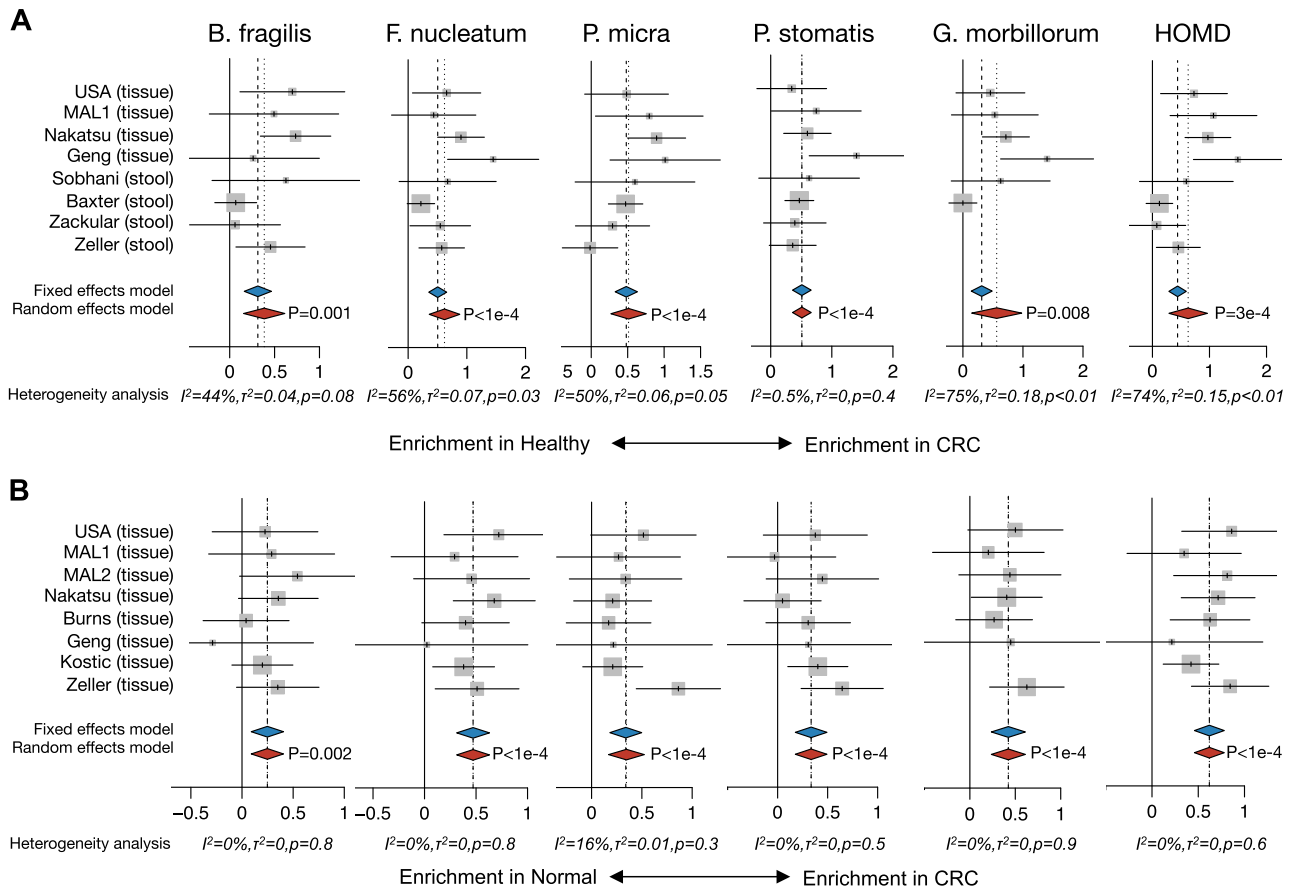 A
B. fragilis F. nucleatum P. micra P. stomatis G. morbillorum HOMD
USA (tissue)
MAL1 (tissue)
Nakatsu (tissue)
Geng (tissue)
Sobhani (stool)
Baxter (stool)
Zackular (stool)
Zeller (stool)
Fixed effects model
Random effects model P=0.001 P<1e-4 P<1e-4 P<1e-4 P=0.008 P=3e-4
0 0.5 1 0 1 2 5 0 0.5 1 1.5 0 1 2 0 1 2 0 1 2
Heterogeneity analysis I²=44%,τ²=0.04,p=0.08 I²=56%,τ²=0.07,p=0.03 I²=50%,τ²=0.06,p=0.05 I²=0.5%,τ²=0,p=0.4 I²=75%,τ²=0.18,p<0.01 I²=74%,τ²=0.15,p<0.01
Enrichment in Healthy Enrichment in CRC
B
USA (tissue)
MAL1 (tissue)
MAL2 (tissue)
Nakatsu (tissue)
Burns (tissue)
Geng (tissue)
Kostic (tissue)
Zeller (tissue)
Fixed effects model
Random effects model P=0.002 P<1e-4 P<1e-4 P<1e-4 P<1e-4 P<1e-4
−0.5 0 0.5 1 −0.5 0 0.5 1 0 0.5 1 0 0.5 1 0 0.5 1 0 0.5 1
Heterogeneity analysis I²=0%,τ²=0,p=0.8 I²=0%,τ²=0,p=0.8 I²=16%,τ²=0.01,p=0.3 I²=0%,τ²=0,p=0.5 I²=0%,τ²=0,p=0.9 I²=0%,τ²=0,p=0.6
Enrichment in Normal Enrichment in CRC